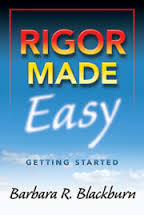 RIGOR
MADE
Easy
GETTING STARTED
Barbara R. Blackburn